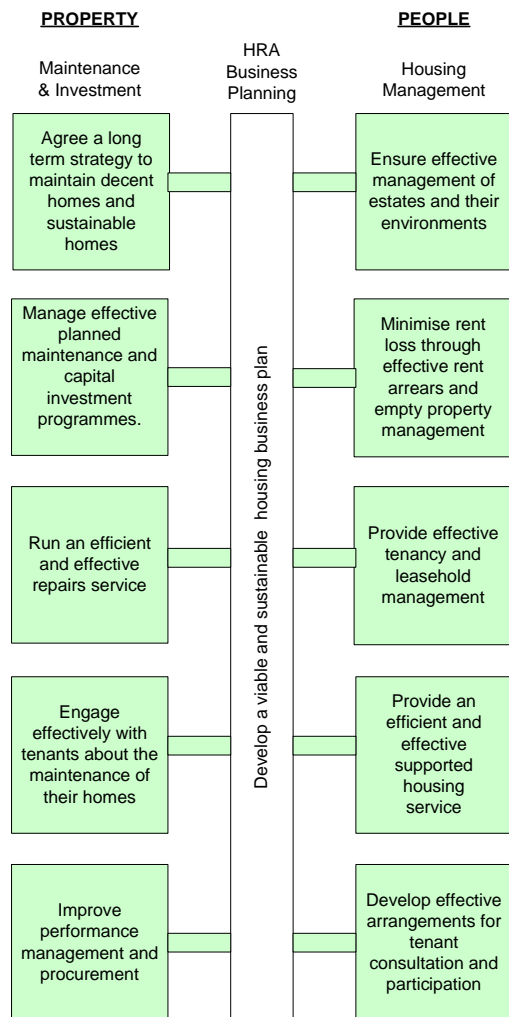 PROPERTY
Maintenance
& Investment
Agree a long
term strategy to
maintain decent
homes and
sustainable
homes
Manage effective
planned
maintenance and
capital
investment
programmes.
Run an efficient
and effective
repairs service
Engage
effectively with
tenants about the
maintenance of
their homes
Improve
performance
management and
procurement
HRA
Business
Planning
Develop a viable and sustainable housing business plan
PEOPLE
Housing
Management
Ensure effective
management of
estates and their
environments
Minimise rent
loss through
effective rent
arrears and
empty property
management
Provide effective
tenancy and
leasehold
management
Provide an
efficient and
effective
supported
housing
service
Develop effective
arrangements for
tenant
consultation and
participation